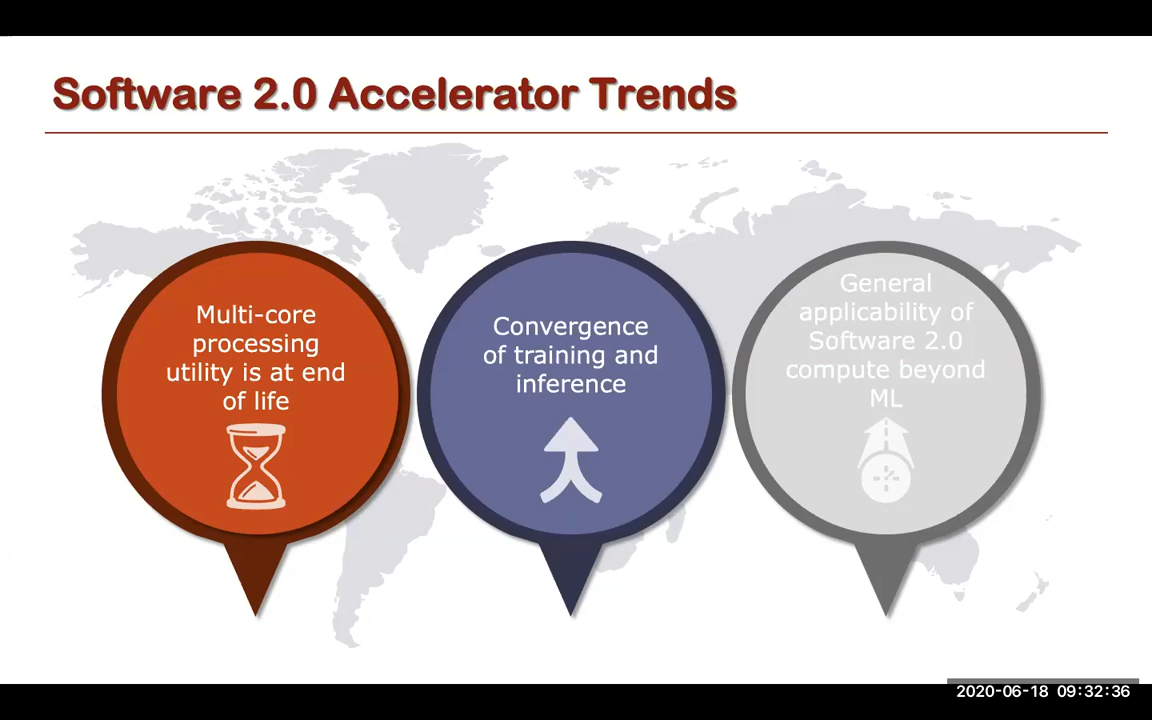 Software 2.0 Accelerator Trends
Multi-core
processing
utility is at end
of life
Convergence
of training and
inference
General
applicability of
Software 2.0
compute beyond
ML
2020-06-18 09:32:36